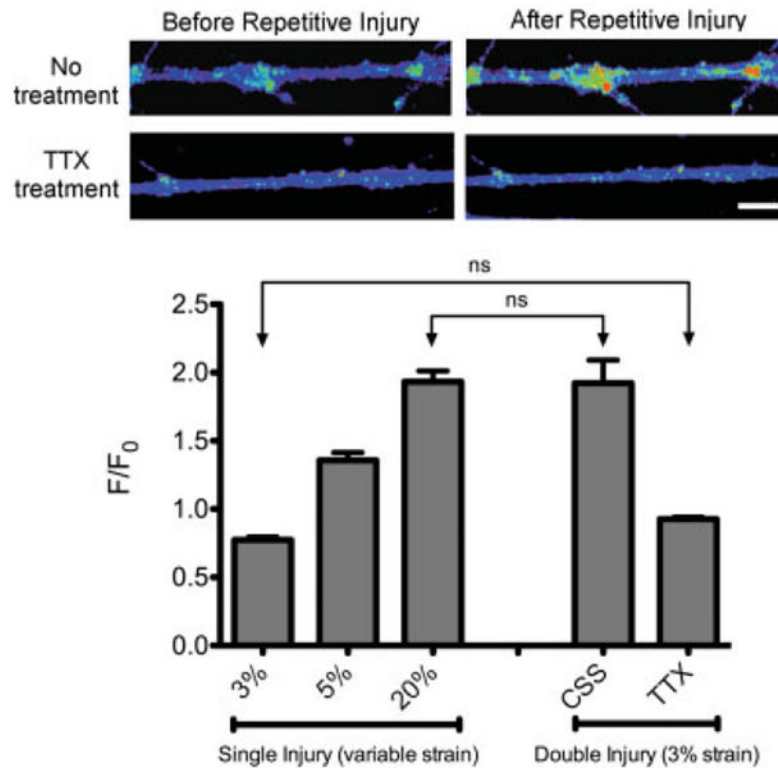 Before Repetitive Injury After Repetitive Injury
No
treatment
TTX
treatment
ns
ns
2.5
2.0
1.5
1.0
0.5
0.0
F/F0
3% 5% 20% CSS TTX
Single Injury (variable strain) Double Injury (3% strain)